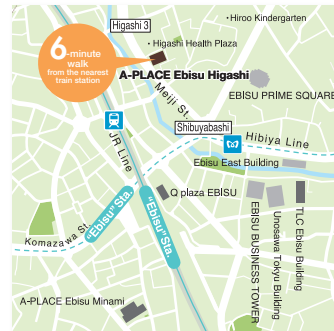 Higashi 3
• Hiroo Kindergarten
6-minute
walk
from the nearest
train station
• Higashi Health Plaza
A-PLACE Ebisu Higashi
EBISU PRIME SQUARE
Meiji St.
Shibuyabashi
Hibiya Line
JR Line
Ebisu East Building
Q plaza EBISU
"Ebisu" Sta.
"Ebisu" Sta.
Komazawa St.
EBISU BUSINESS TOWER
Unosawa Tokyu Building
TLC Ebisu Building
A-PLACE Ebisu Minami